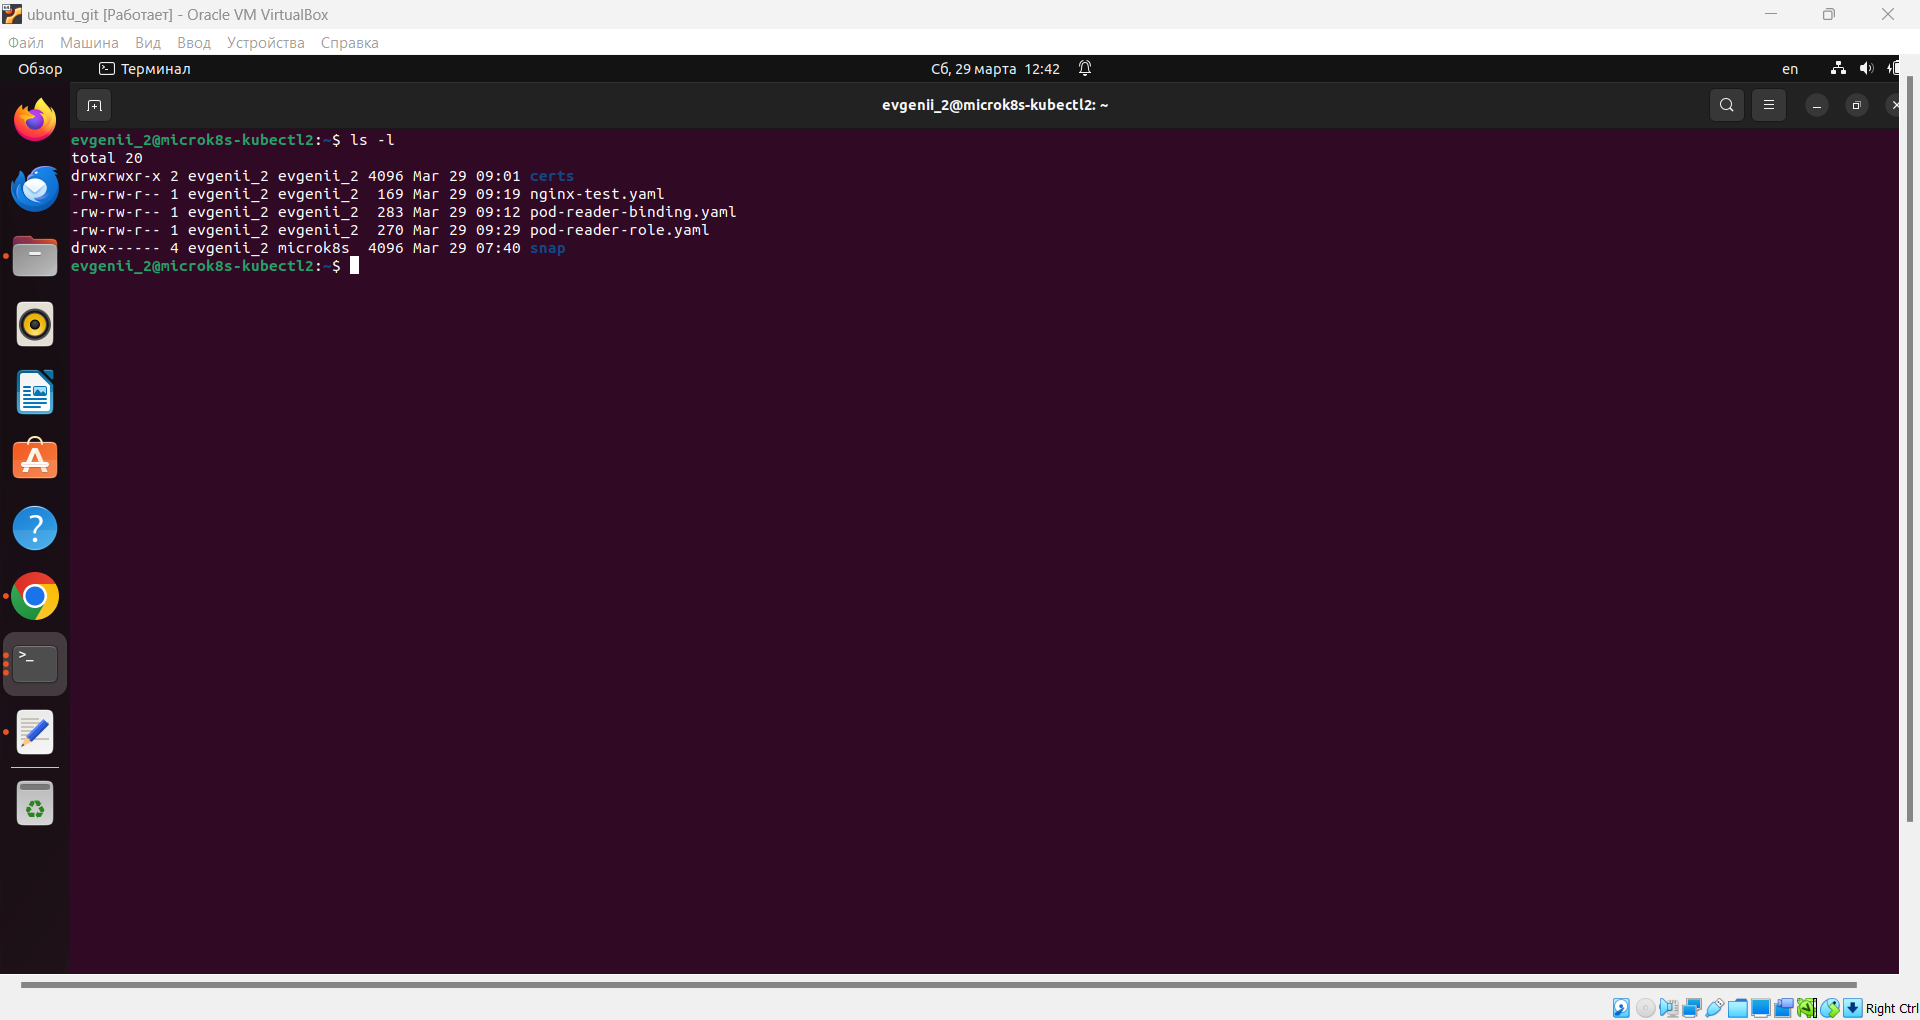 ubuntu_git [Работает] - Oracle VM VirtualBox
Файл Машина Вид Ввод Устройства Справка
Обзор Терминал Сб, 29 марта 12:42 en
evgenii_2@microk8s-kubectl2: ~
evgenii_2@microk8s-kubectl2:~$ ls -l
total 20
drwxrwxr-x 2 evgenii_2 evgenii_2 4096 Mar 29 09:01 certs
-rw-rw-r-- 1 evgenii_2 evgenii_2  169 Mar 29 09:19 nginx-test.yaml
-rw-rw-r-- 1 evgenii_2 evgenii_2  283 Mar 29 09:12 pod-reader-binding.yaml
-rw-rw-r-- 1 evgenii_2 evgenii_2  270 Mar 29 09:29 pod-reader-role.yaml
drwx------ 4 evgenii_2 microk8s  4096 Mar 29 07:40 snap
evgenii_2@microk8s-kubectl2:~$
Right Ctrl